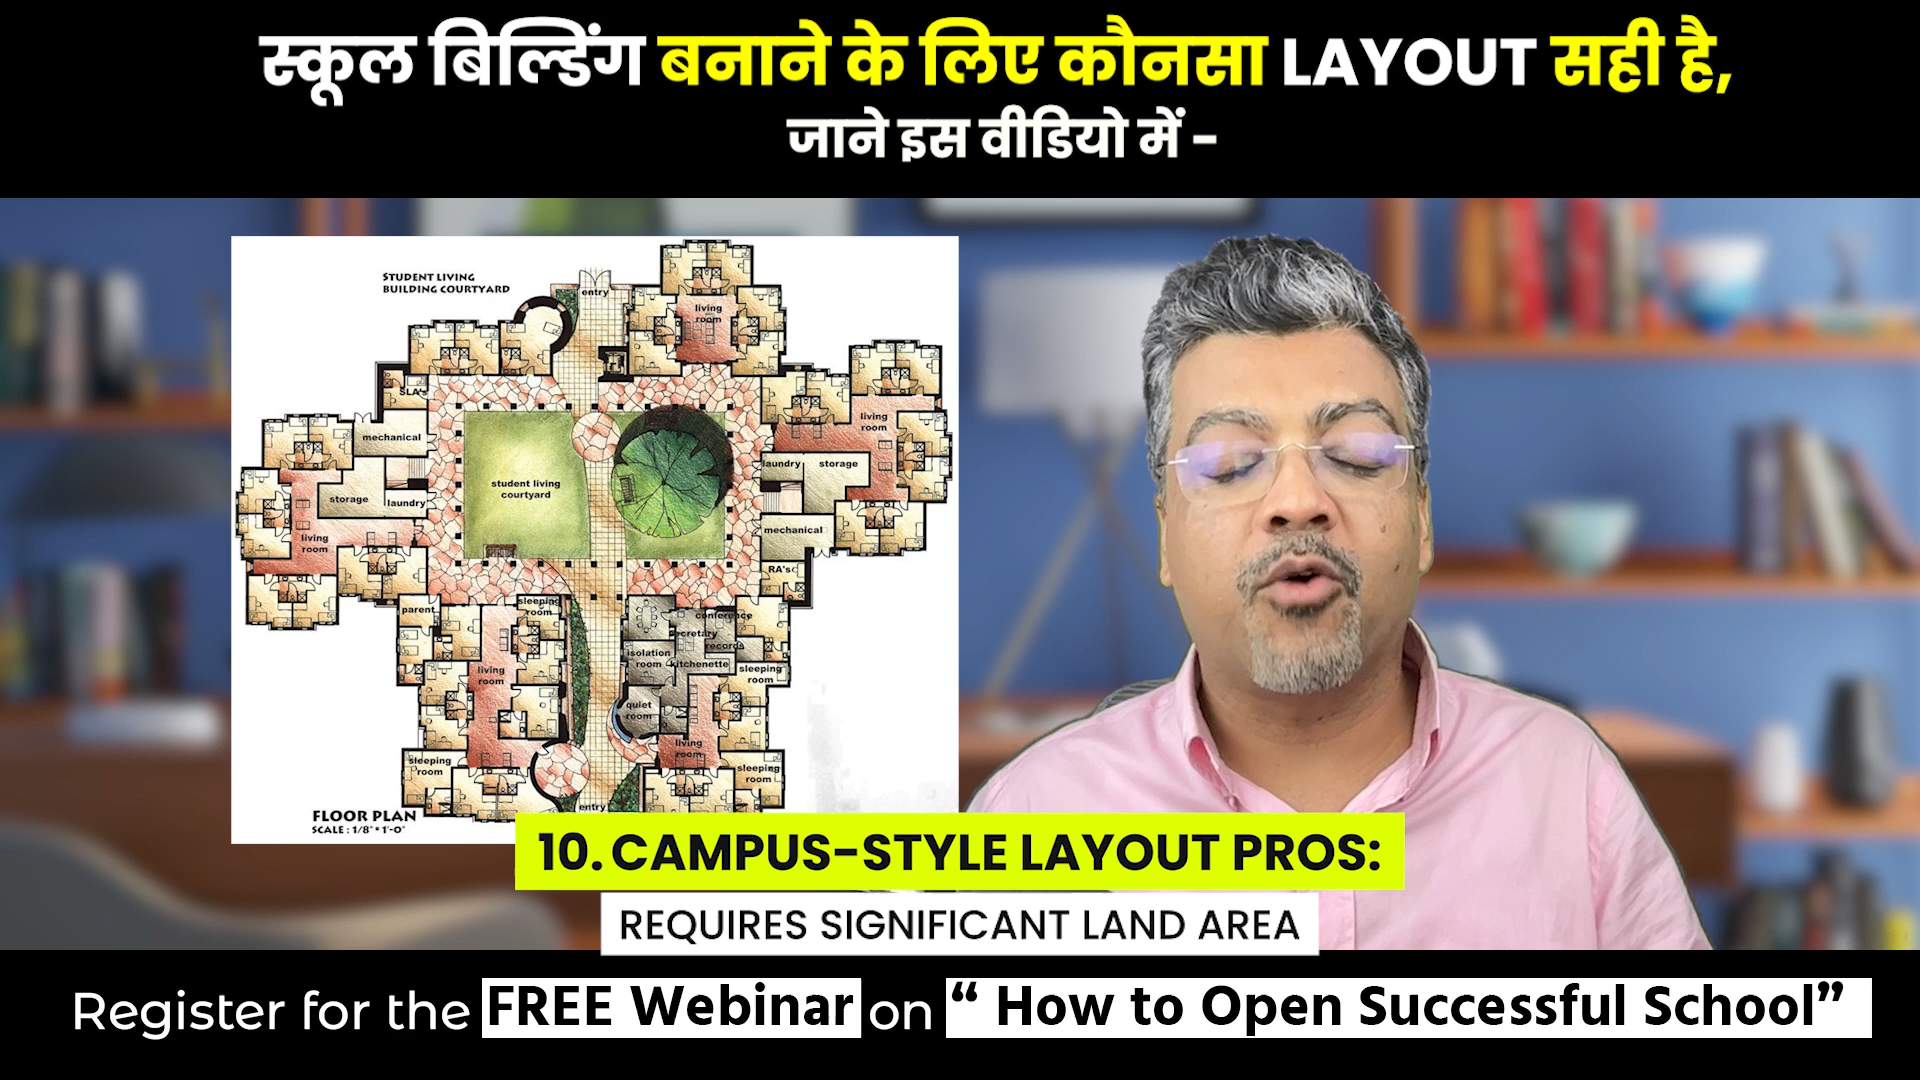 स्कूल बिल्डिंग बनाने के लिए कौनसा LAYOUT सही है,
जाने इस वीडियो में -
STUDENT LIVING
BUILDING COURTYARD
entry
living
room
SLA's
mechanical
living
room
laundry
storage
student living
courtyard
storage
laundry
mechanical
living
room
RA's
parent
sleeping
room
conference
secretary
records
isolation
room
kitchenette
sleeping
room
living
room
quiet
room
living
room
sleeping
room
sleeping
room
entry
FLOOR PLAN
SCALE : 1/8" = 1'-0"
10. CAMPUS-STYLE LAYOUT PROS:
REQUIRES SIGNIFICANT LAND AREA
Register for the FREE Webinar on “ How to Open Successful School”